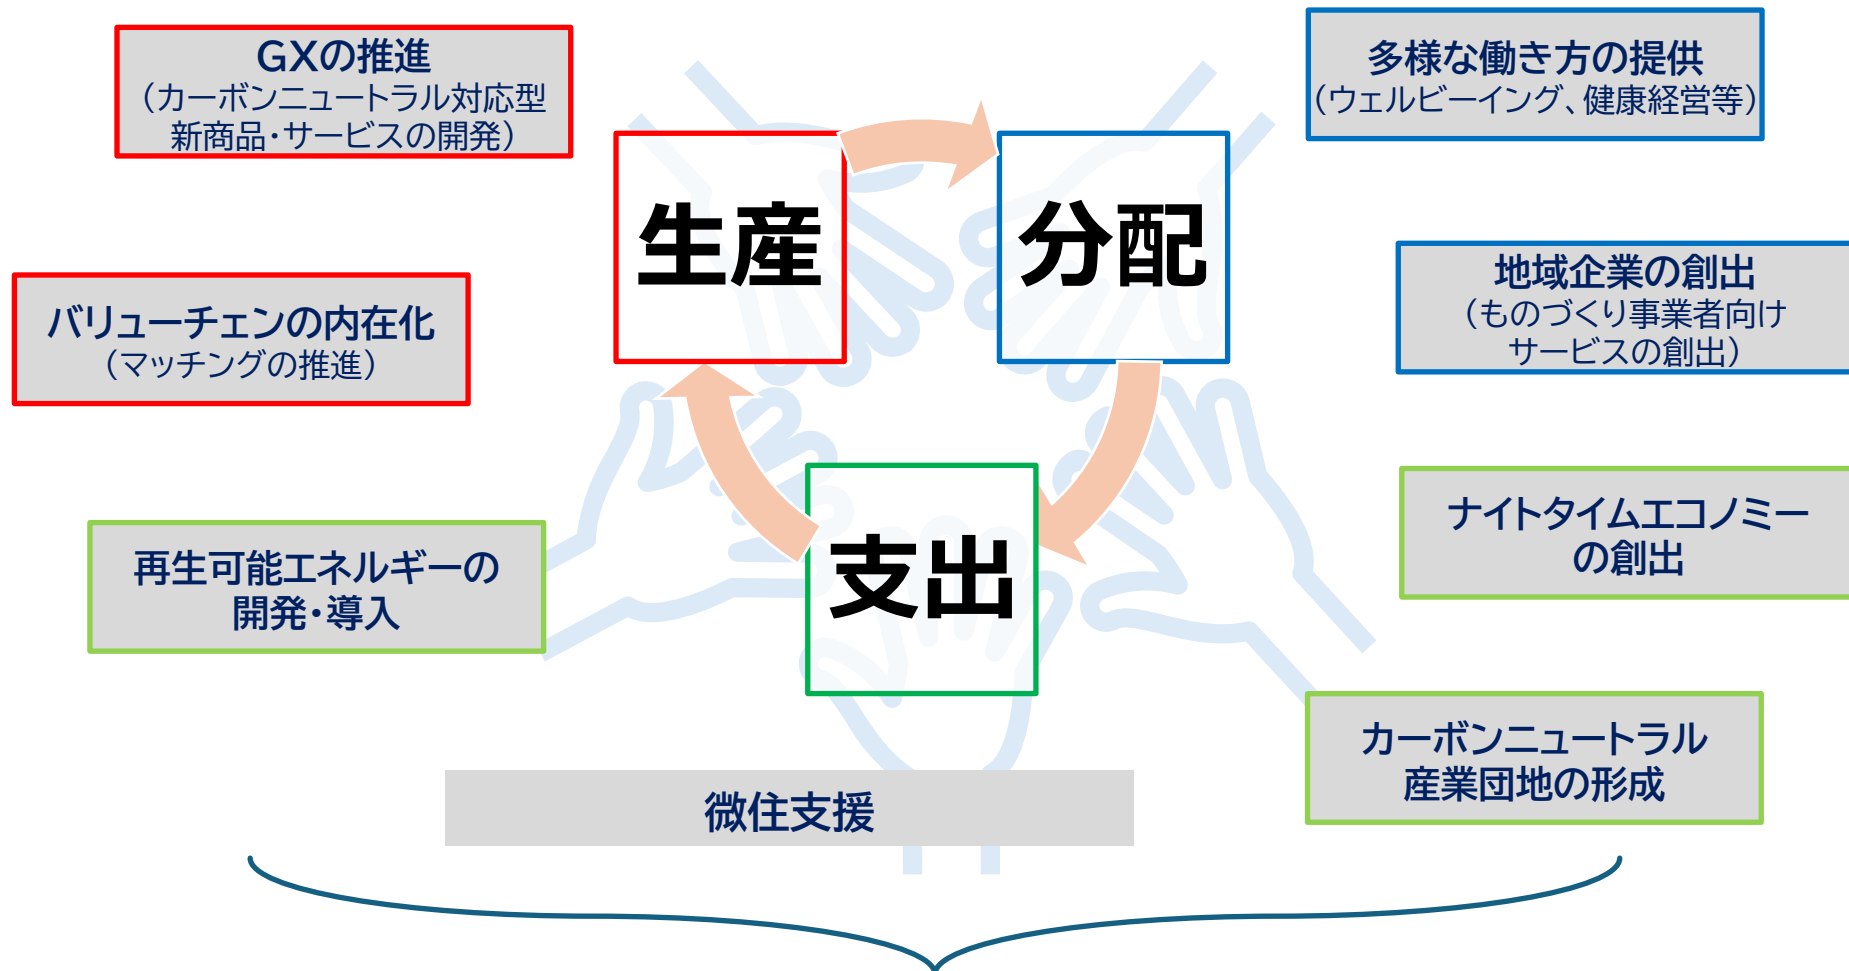 GXの推進
（カーボンニュートラル対応型
新商品・サービスの開発）
多様な働き方の提供
（ウェルビーイング、健康経営等）
生産
分配
バリューチェンの内在化
（マッチングの推進）
地域企業の創出
（ものづくり事業者向け
サービスの創出）
支出
再生可能エネルギーの
開発・導入
ナイトタイムエコノミー
の創出
カーボンニュートラル
産業団地の形成
微住支援